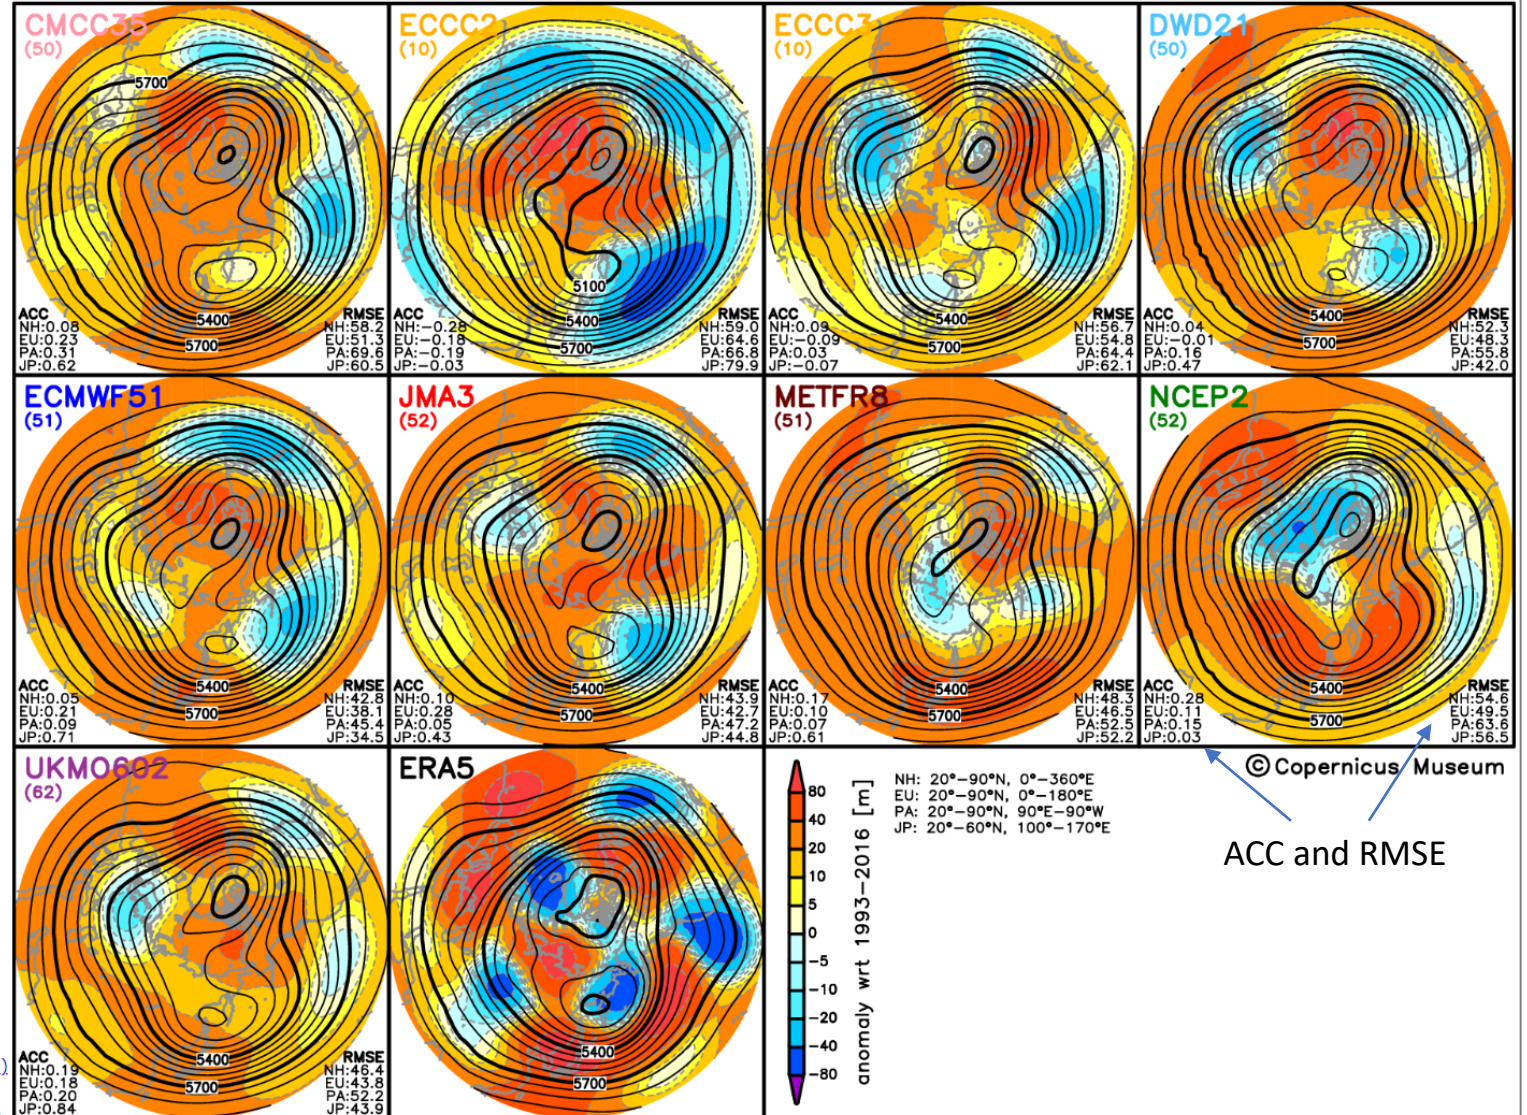 CMCC35
(50)
5700
5400
5700
ACC
NH:0.08
EU:0.23
PA:0.31
JP:0.62
RMSE
NH:58.2
EU:51.3
PA:69.6
JP:60.5
ECCC2
(10)
5100
5400
5700
ACC
NH:−0.28
EU:−0.18
PA:−0.19
JP:−0.03
RMSE
NH:59.0
EU:64.6
PA:66.8
JP:79.9
ECCC3
(10)
5400
5700
ACC
NH:0.09
EU:−0.09
PA:0.03
JP:−0.07
RMSE
NH:56.7
EU:54.8
PA:64.4
JP:62.1
DWD21
(50)
5400
5700
ACC
NH:0.04
EU:−0.01
PA:0.16
JP:0.47
RMSE
NH:52.3
EU:48.3
PA:55.8
JP:42.0
ECMWF51
(51)
5400
5700
ACC
NH:0.05
EU:0.21
PA:0.09
JP:0.71
RMSE
NH:42.8
EU:38.1
PA:45.4
JP:34.5
JMA3
(52)
5400
5700
ACC
NH:0.10
EU:0.28
PA:0.05
JP:0.43
RMSE
NH:43.9
EU:42.7
PA:47.2
JP:44.8
METFR8
(51)
5400
5700
ACC
NH:0.17
EU:0.10
PA:0.07
JP:0.61
RMSE
NH:48.3
EU:46.5
PA:52.5
JP:52.2
NCEP2
(52)
5400
5700
ACC
NH:0.28
EU:0.11
PA:0.15
JP:0.03
RMSE
NH:54.6
EU:49.5
PA:63.6
JP:56.5
UKMO602
(62)
5400
5700
ACC
NH:0.19
EU:0.18
PA:0.20
JP:0.84
RMSE
NH:46.4
EU:43.8
PA:52.2
JP:43.9
ERA5
5400
5700
80
40
20
10
5
0
−5
−10
−20
−40
−80
anomaly wrt 1993−2016 [m]
NH: 20°−90°N, 0°−360°E
EU: 20°−90°N, 0°−180°E
PA: 20°−90°N, 90°E−90°W
JP: 20°−60°N, 100°−170°E
© Copernicus Museum
ACC and RMSE
)